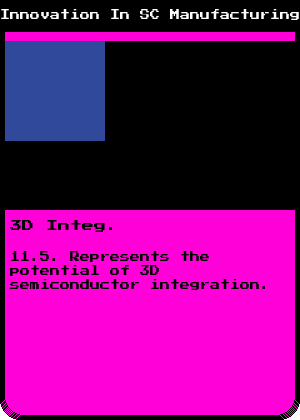 Innovation In SC Manufacturing
3D Integ.
11.5. Represents the
potential of 3D
semiconductor integration.